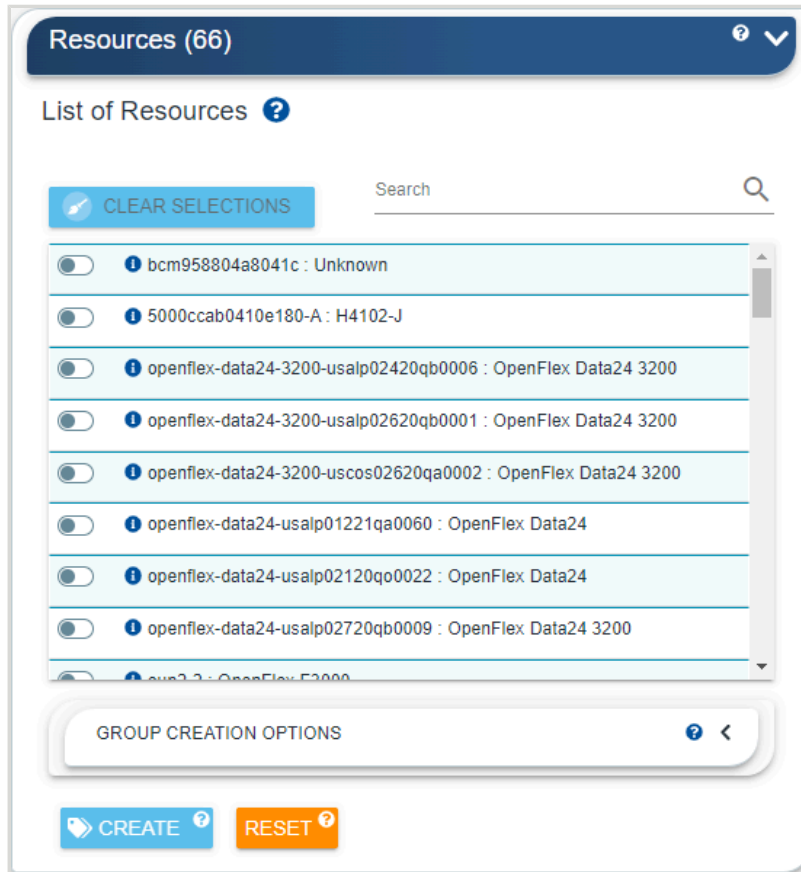 Resources (66)
List of Resources
CLEAR SELECTIONS
Search
bcm958804a8041c : Unknown
5000ccab0410e180-A : H4102-J
openflex-data24-3200-usalp02420qb0006 : OpenFlex Data24 3200
openflex-data24-3200-usalp02620qb0001 : OpenFlex Data24 3200
openflex-data24-3200-uscos02620qa0002 : OpenFlex Data24 3200
openflex-data24-usalp01221qa0060 : OpenFlex Data24
openflex-data24-usalp02120qo0022 : OpenFlex Data24
openflex-data24-usalp02720qb0009 : OpenFlex Data24 3200
: OpenFlex
GROUP CREATION OPTIONS
CREATE
RESET